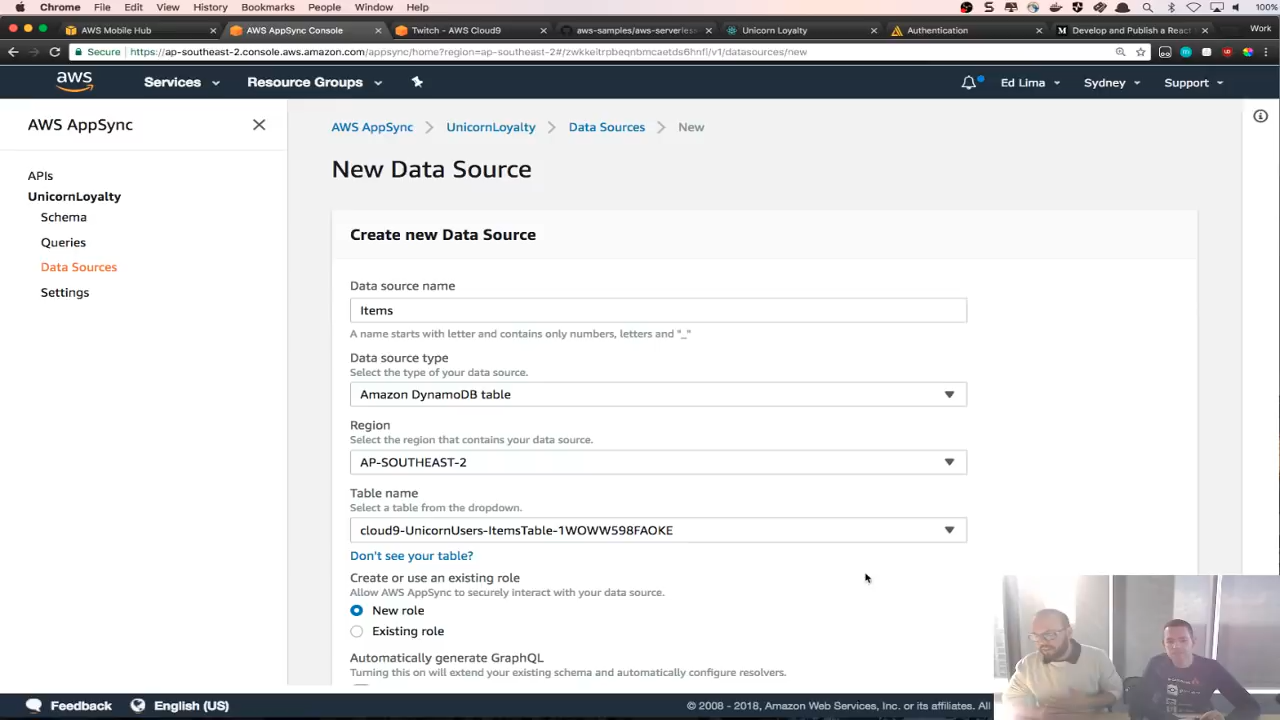 Chrome File Edit View History Bookmarks People Window Help 100%
AWS Mobile Hub AWS AppSync Console Twitch - AWS Cloud9 aws-samples/aws-serverless Unicorn Loyalty Authentication Develop and Publish a React Work
Secure https://ap-southeast-2.console.aws.amazon.com/appsync/home?region=ap-southeast-2#/zwkkeitrpbeqnbmcaetds6hnfl/v1/datasources/new
aws Services Resource Groups Ed Lima Sydney Support
AWS AppSync
APIs
UnicornLoyalty
Schema
Queries
Data Sources
Settings
AWS AppSync > UnicornLoyalty > Data Sources > New
New Data Source
Create new Data Source
Data source name
Items
A name starts with letter and contains only numbers, letters and "_"
Data source type
Select the type of your data source.
Amazon DynamoDB table
Region
Select the region that contains your data source.
AP-SOUTHEAST-2
Table name
Select a table from the dropdown.
cloud9-UnicornUsers-ItemsTable-1WOWW598FAOKE
Don't see your table?
Create or use an existing role
Allow AWS AppSync to securely interact with your data source.
New role
Existing role
Automatically generate GraphQL
Turning this on will extend your existing schema and automatically configure resolvers.
Feedback English (US) © 2008 - 2018, Amazon Web Services, Inc. or its affiliates. All